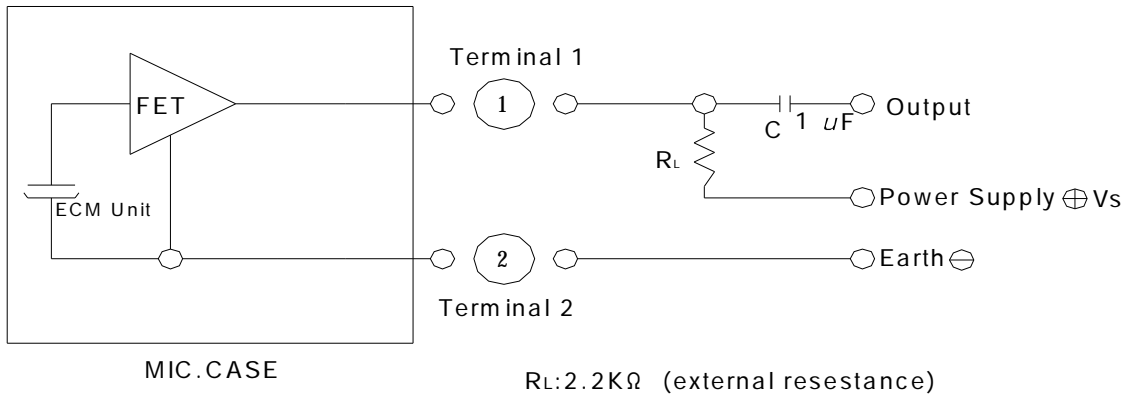 Terminal 1
FET
1
Output
C 1 uF
RL
ECM Unit
Power Supply ⊕ Vs
2
Earth ⊖
Terminal 2
MIC.CASE
RL:2.2KΩ (external resestance)